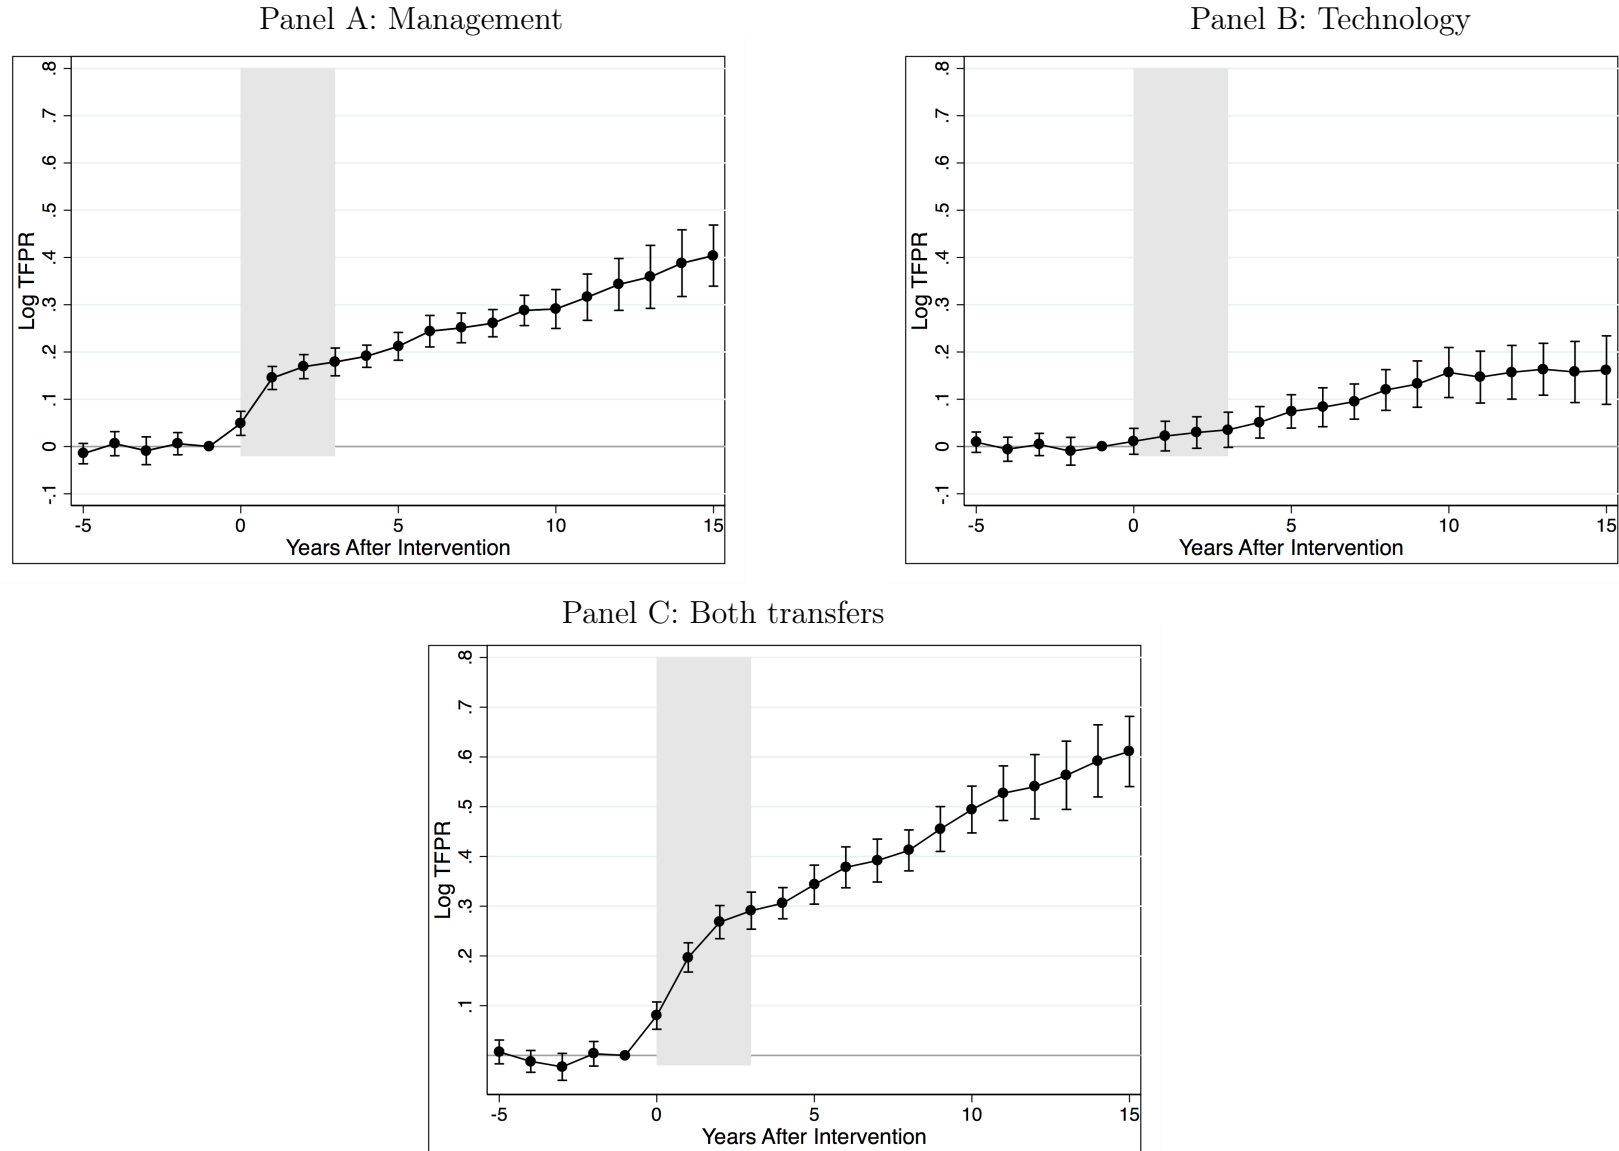 Panel A: Management
Panel B: Technology
.8
.7
.6
.5
.4
.3
.2
.1
0
-.1
Log TFPR
-5 0 5 10 15
Years After Intervention
.8
.7
.6
.5
.4
.3
.2
.1
0
-.1
Log TFPR
-5 0 5 10 15
Years After Intervention
Panel C: Both transfers
.8
.7
.6
.5
.4
.3
.2
.1
Log TFPR
-5 0 5 10 15
Years After Intervention